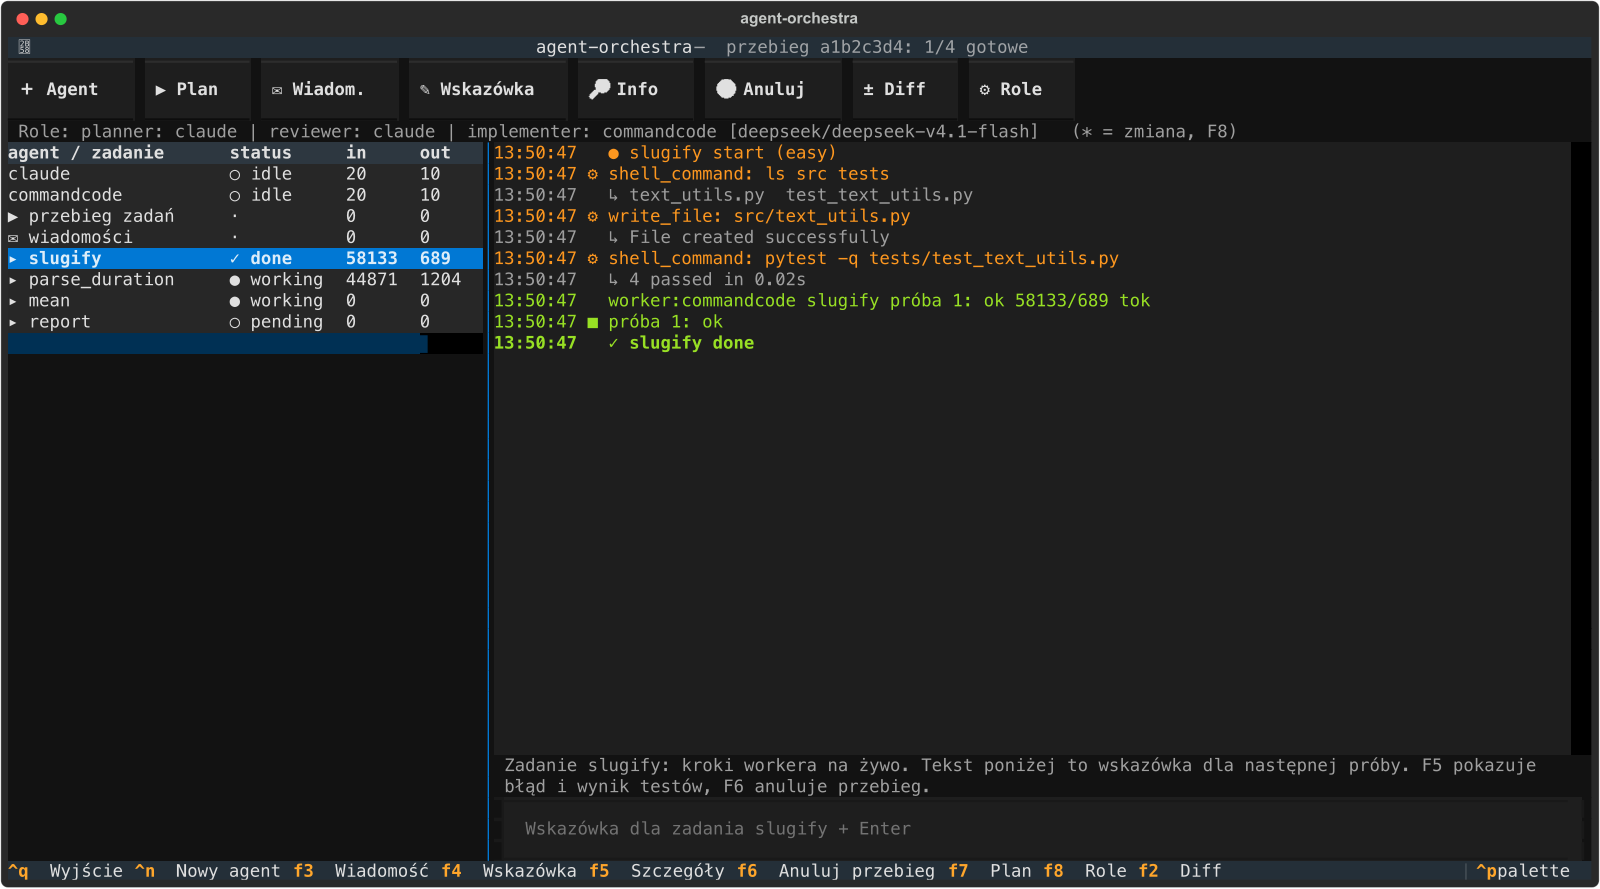 agent-orchestra
agent-orchestra— przebieg a1b2c3d4: 1/4 gotowe
+ Agent ▶ Plan ✉ Wiadom. ✎ Wskazówka 🔎 Info ⬤ Anuluj ± Diff ⚙ Role
Role: planner: claude | reviewer: claude | implementer: commandcode [deepseek/deepseek-v4.1-flash] (* = zmiana, F8)
agent / zadanie status in out
claude ○ idle 20 10
commandcode ○ idle 20 10
▶ przebieg zadań · 0 0
✉ wiadomości · 0 0
▸ slugify ✓ done 58133 689
▸ parse_duration ● working 44871 1204
▸ mean ● working 0 0
▸ report ○ pending 0 0
13:50:47 ● slugify start (easy)
13:50:47 ⚙ shell_command: ls src tests
13:50:47 ↳ text_utils.py test_text_utils.py
13:50:47 ⚙ write_file: src/text_utils.py
13:50:47 ↳ File created successfully
13:50:47 ⚙ shell_command: pytest -q tests/test_text_utils.py
13:50:47 ↳ 4 passed in 0.02s
13:50:47 worker:commandcode slugify próba 1: ok 58133/689 tok
13:50:47 ■ próba 1: ok
13:50:47 ✓ slugify done
Zadanie slugify: kroki workera na żywo. Tekst poniżej to wskazówka dla następnej próby. F5 pokazuje
błąd i wynik testów, F6 anuluje przebieg.
Wskazówka dla zadania slugify + Enter
^q Wyjście ^n Nowy agent f3 Wiadomość f4 Wskazówka f5 Szczegóły f6 Anuluj przebieg f7 Plan f8 Role f2 Diff ^ppalette